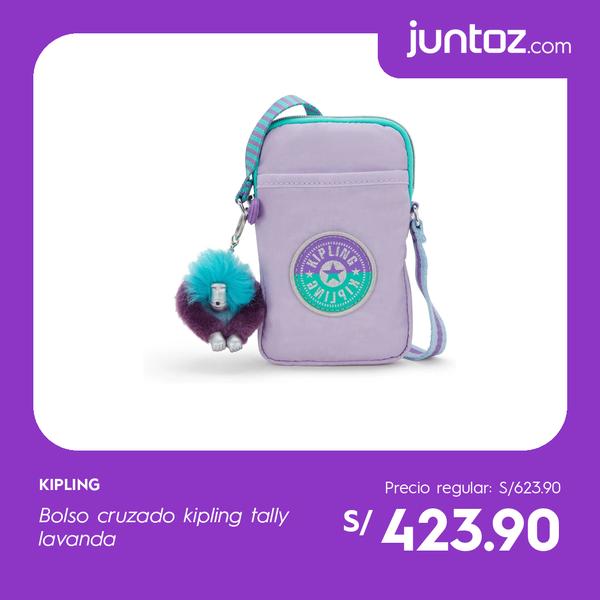 juntoz.com
KIPLING
KIPLING
KIPLING
Bolso cruzado kipling tally
lavanda
Precio regular: S/623.90
S/ 423.90